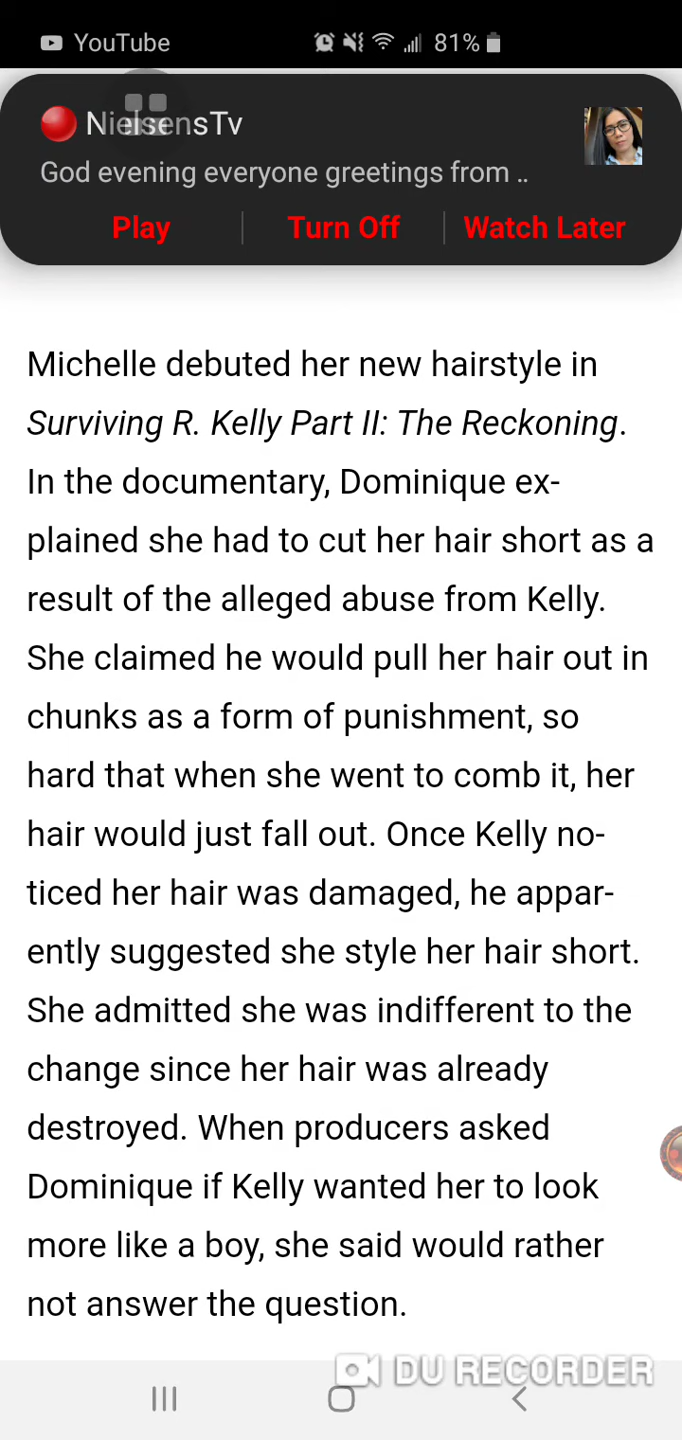 YouTube 81%
NielsensTv
God evening everyone greetings from ..
Play Turn Off Watch Later
Michelle debuted her new hairstyle in
Surviving R. Kelly Part II: The Reckoning.
In the documentary, Dominique ex-
plained she had to cut her hair short as a
result of the alleged abuse from Kelly.
She claimed he would pull her hair out in
chunks as a form of punishment, so
hard that when she went to comb it, her
hair would just fall out. Once Kelly no-
ticed her hair was damaged, he appar-
ently suggested she style her hair short.
She admitted she was indifferent to the
change since her hair was already
destroyed. When producers asked
Dominique if Kelly wanted her to look
more like a boy, she said would rather
not answer the question.
DU RECORDER